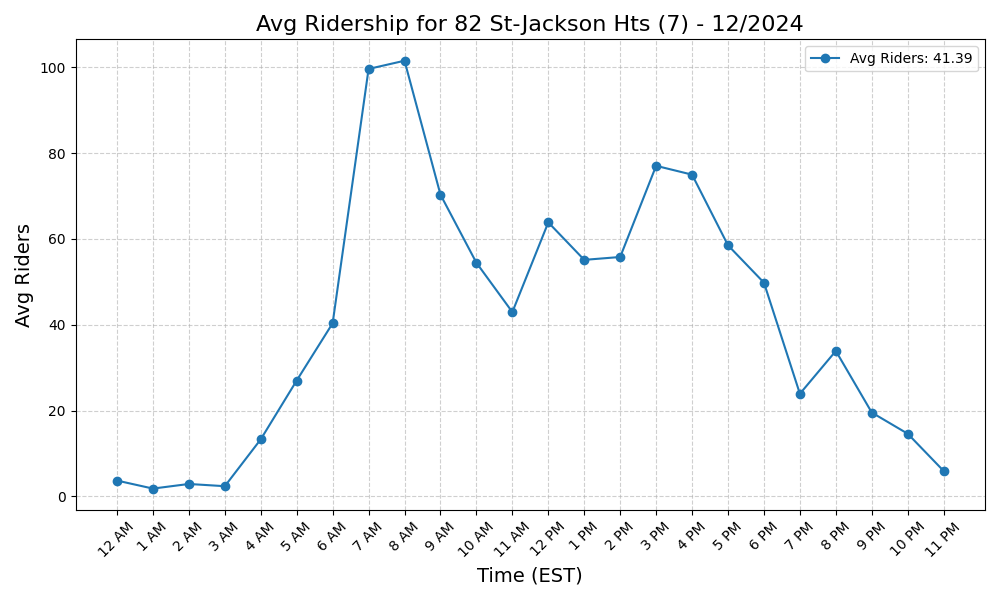 Avg Ridership for 82 St-Jackson Hts (7) - 12/2024
Avg Riders: 41.39
100
80
60
40
20
0
Avg Riders
12 AM
1 AM
2 AM
3 AM
4 AM
5 AM
6 AM
7 AM
8 AM
9 AM
10 AM
11 AM
12 PM
1 PM
2 PM
3 PM
4 PM
5 PM
6 PM
7 PM
8 PM
9 PM
10 PM
11 PM
Time (EST)